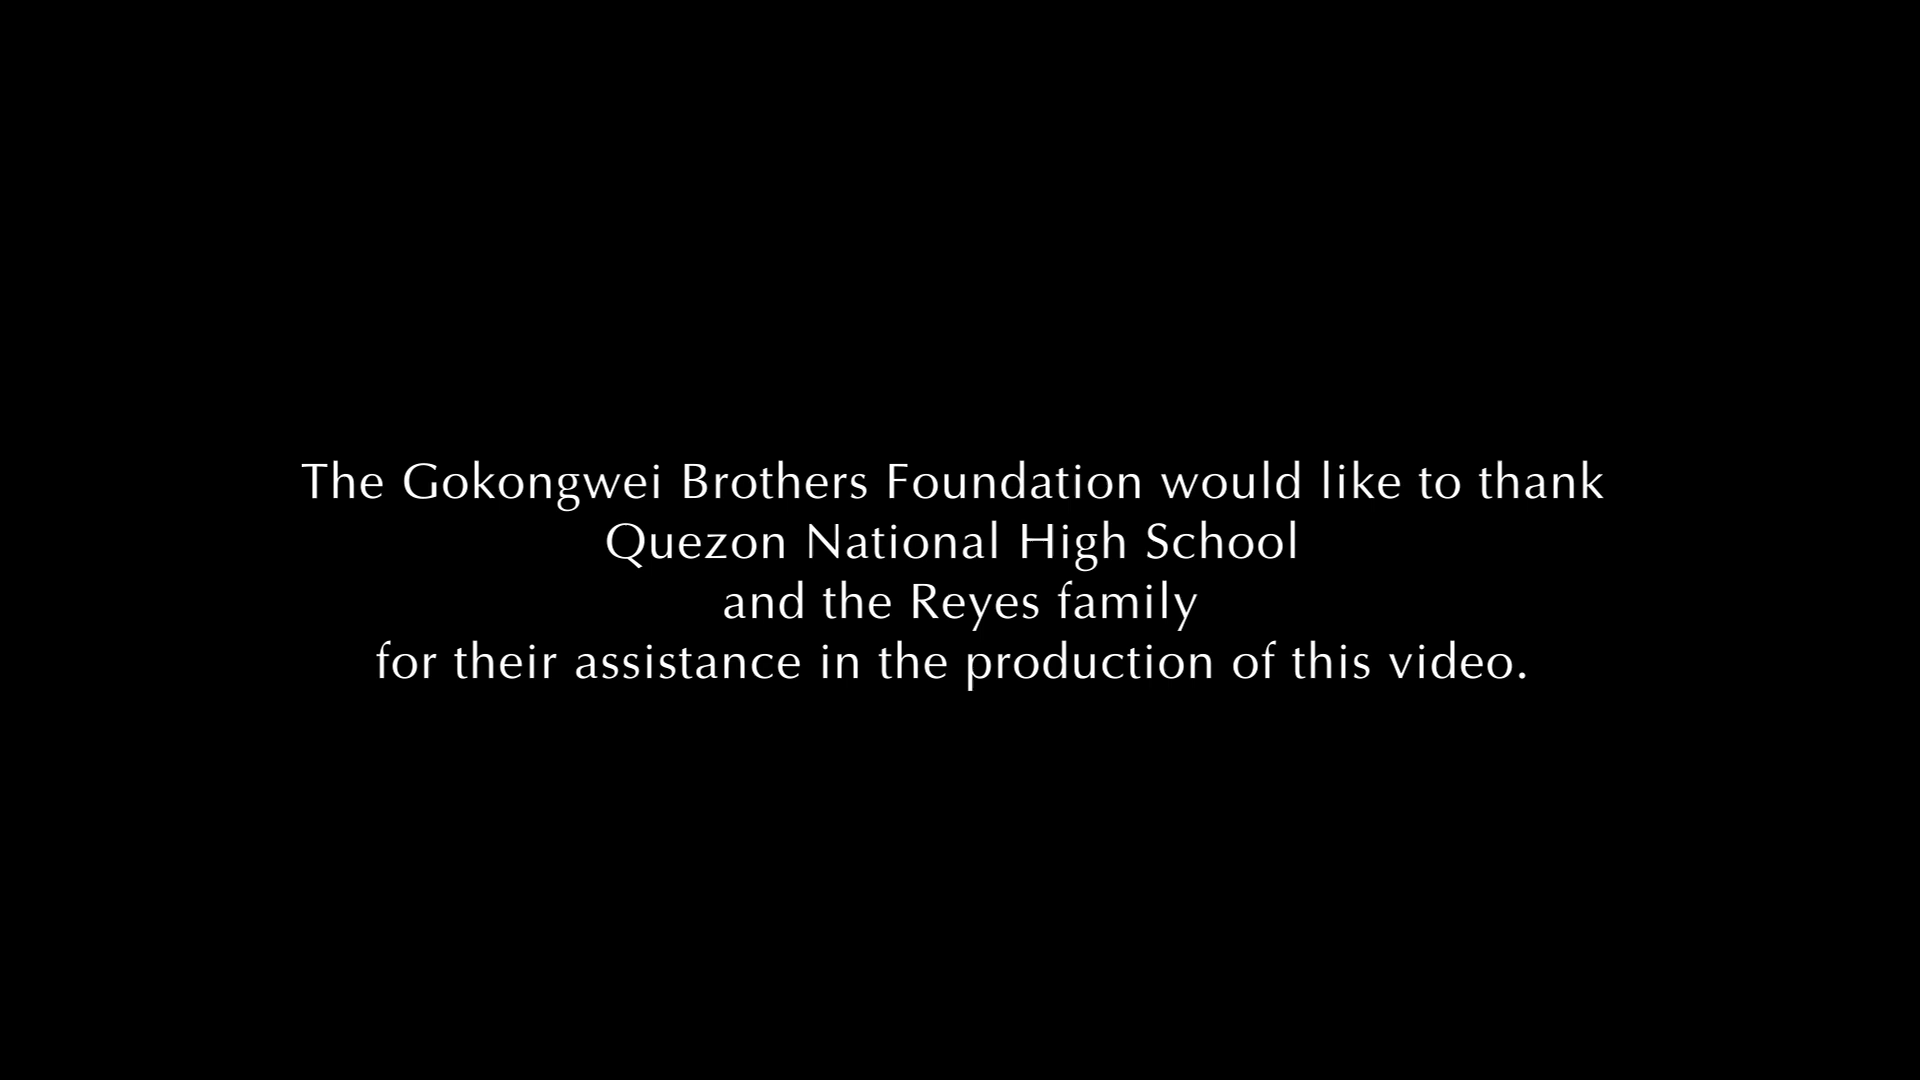 The Gokongwei Brothers Foundation would like to thank
Quezon National High School
and the Reyes family
for their assistance in the production of this video.